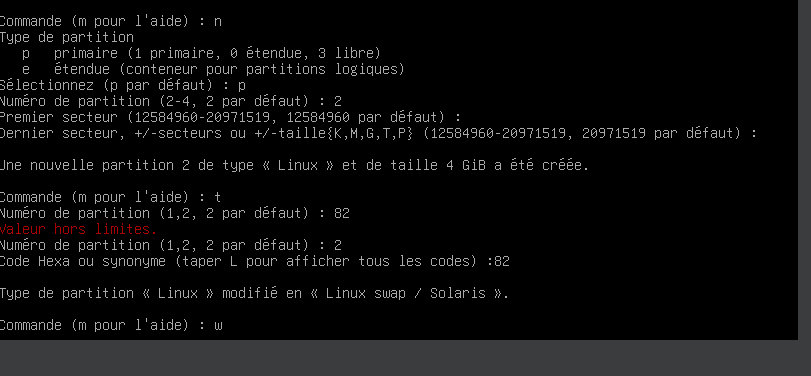 Commande (m pour l'aide) : n
Type de partition
p primaire (1 primaire, 0 étendue, 3 libre)
e étendue (conteneur pour partitions logiques)
Sélectionnez (p par défaut) : p
Numéro de partition (2-4, 2 par défaut) : 2
Premier secteur (12584960-20971519, 12584960 par défaut) :
Dernier secteur, +/-secteurs ou +/-taille{K,M,G,T,P} (12584960-20971519, 20971519 par défaut) :
Une nouvelle partition 2 de type « Linux » et de taille 4 GiB a été créée.
Commande (m pour l'aide) : t
Numéro de partition (1,2, 2 par défaut) : 82
Valeur hors limites.
Numéro de partition (1,2, 2 par défaut) : 2
Code Hexa ou synonyme (taper L pour afficher tous les codes) :82
Type de partition « Linux » modifié en « Linux swap / Solaris ».
Commande (m pour l'aide) : w